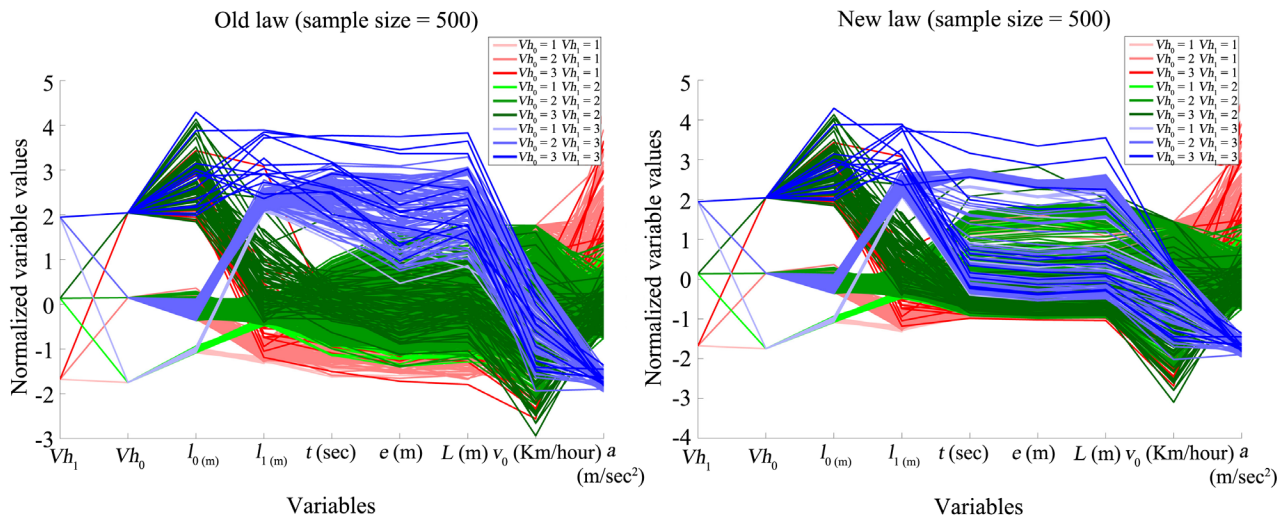 Old law (sample size = 500)
Vh0 = 1 Vh1 = 1
Vh0 = 2 Vh1 = 1
Vh0 = 3 Vh1 = 1
Vh0 = 1 Vh1 = 2
Vh0 = 2 Vh1 = 2
Vh0 = 3 Vh1 = 2
Vh0 = 1 Vh1 = 3
Vh0 = 2 Vh1 = 3
Vh0 = 3 Vh1 = 3
Normalized variable values
5
4
3
2
1
0
-1
-2
-3
Vh1 Vh0 l0 (m) l1 (m) t (sec) e (m) L (m) v0 (Km/hour) a
(m/sec2)
Variables
New law (sample size = 500)
Vh0 = 1 Vh1 = 1
Vh0 = 2 Vh1 = 1
Vh0 = 3 Vh1 = 1
Vh0 = 1 Vh1 = 2
Vh0 = 2 Vh1 = 2
Vh0 = 3 Vh1 = 2
Vh0 = 1 Vh1 = 3
Vh0 = 2 Vh1 = 3
Vh0 = 3 Vh1 = 3
Normalized variable values
5
4
3
2
1
0
-1
-2
-3
-4
Vh1 Vh0 l0 (m) l1 (m) t (sec) e (m) L (m) v0 (Km/hour) a
(m/sec2)
Variables